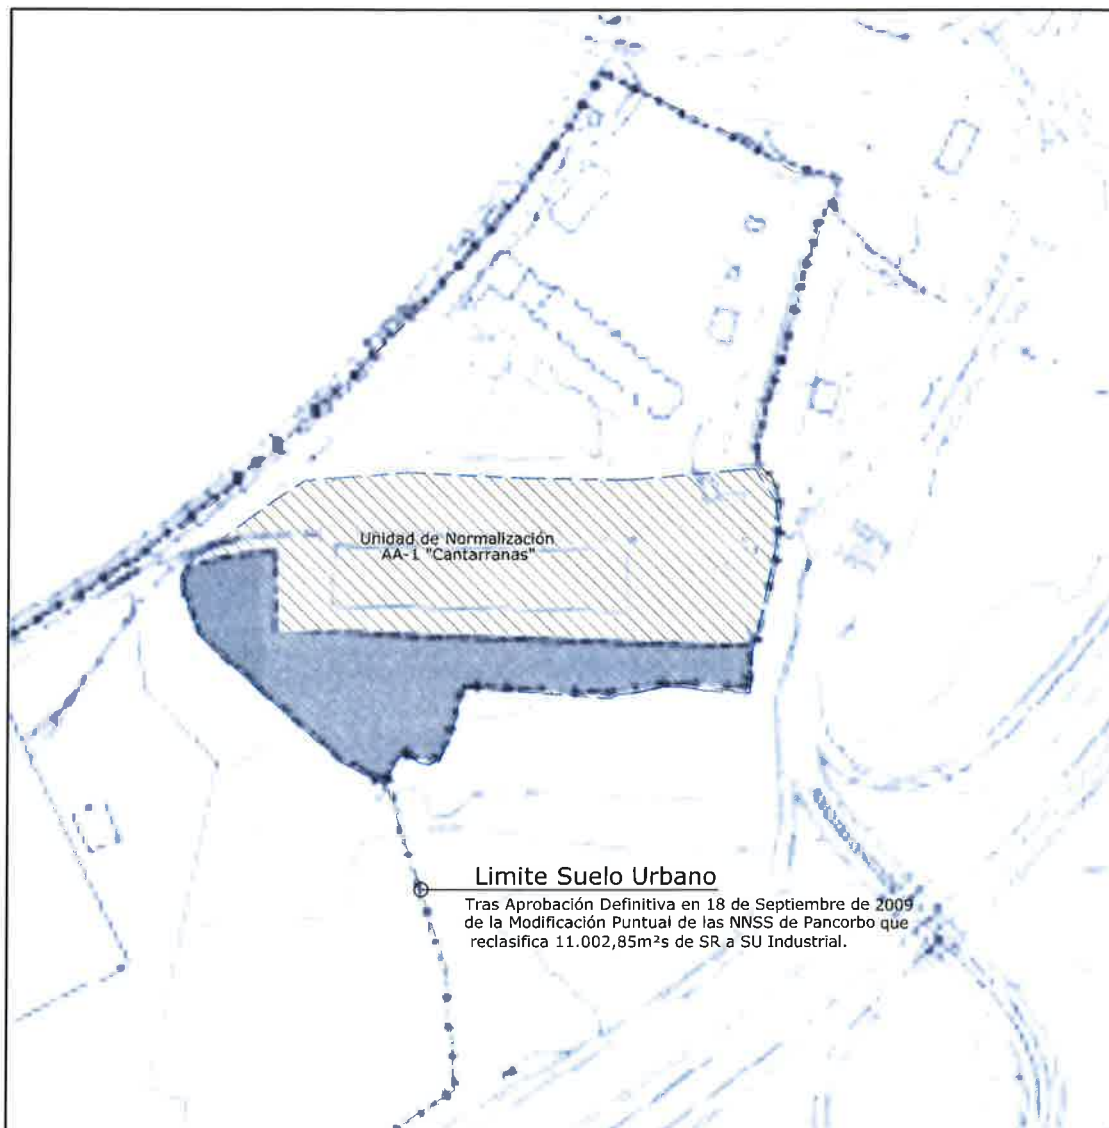 Unidad de Normalización
AA-1 "Cantarranas"
Limite Suelo Urbano
Tras Aprobación Definitiva en 18 de Septiembre de 2009
de la Modificación Puntual de las NNSS de Pancorbo que
reclasifica 11.002,85m²s de SR a SU Industrial.